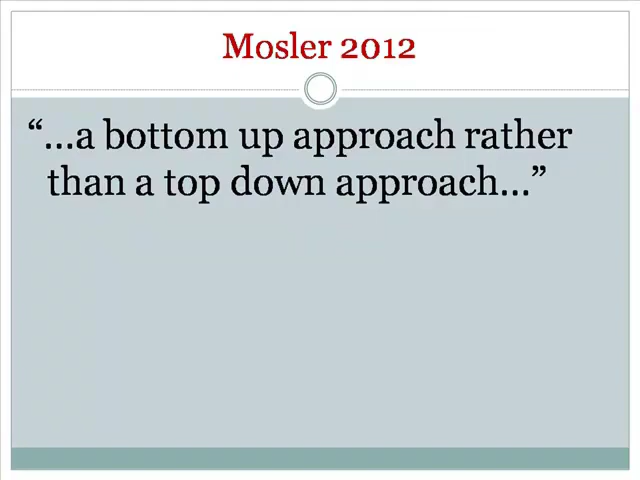 Mosler 2012
“…a bottom up approach rather
than a top down approach…”